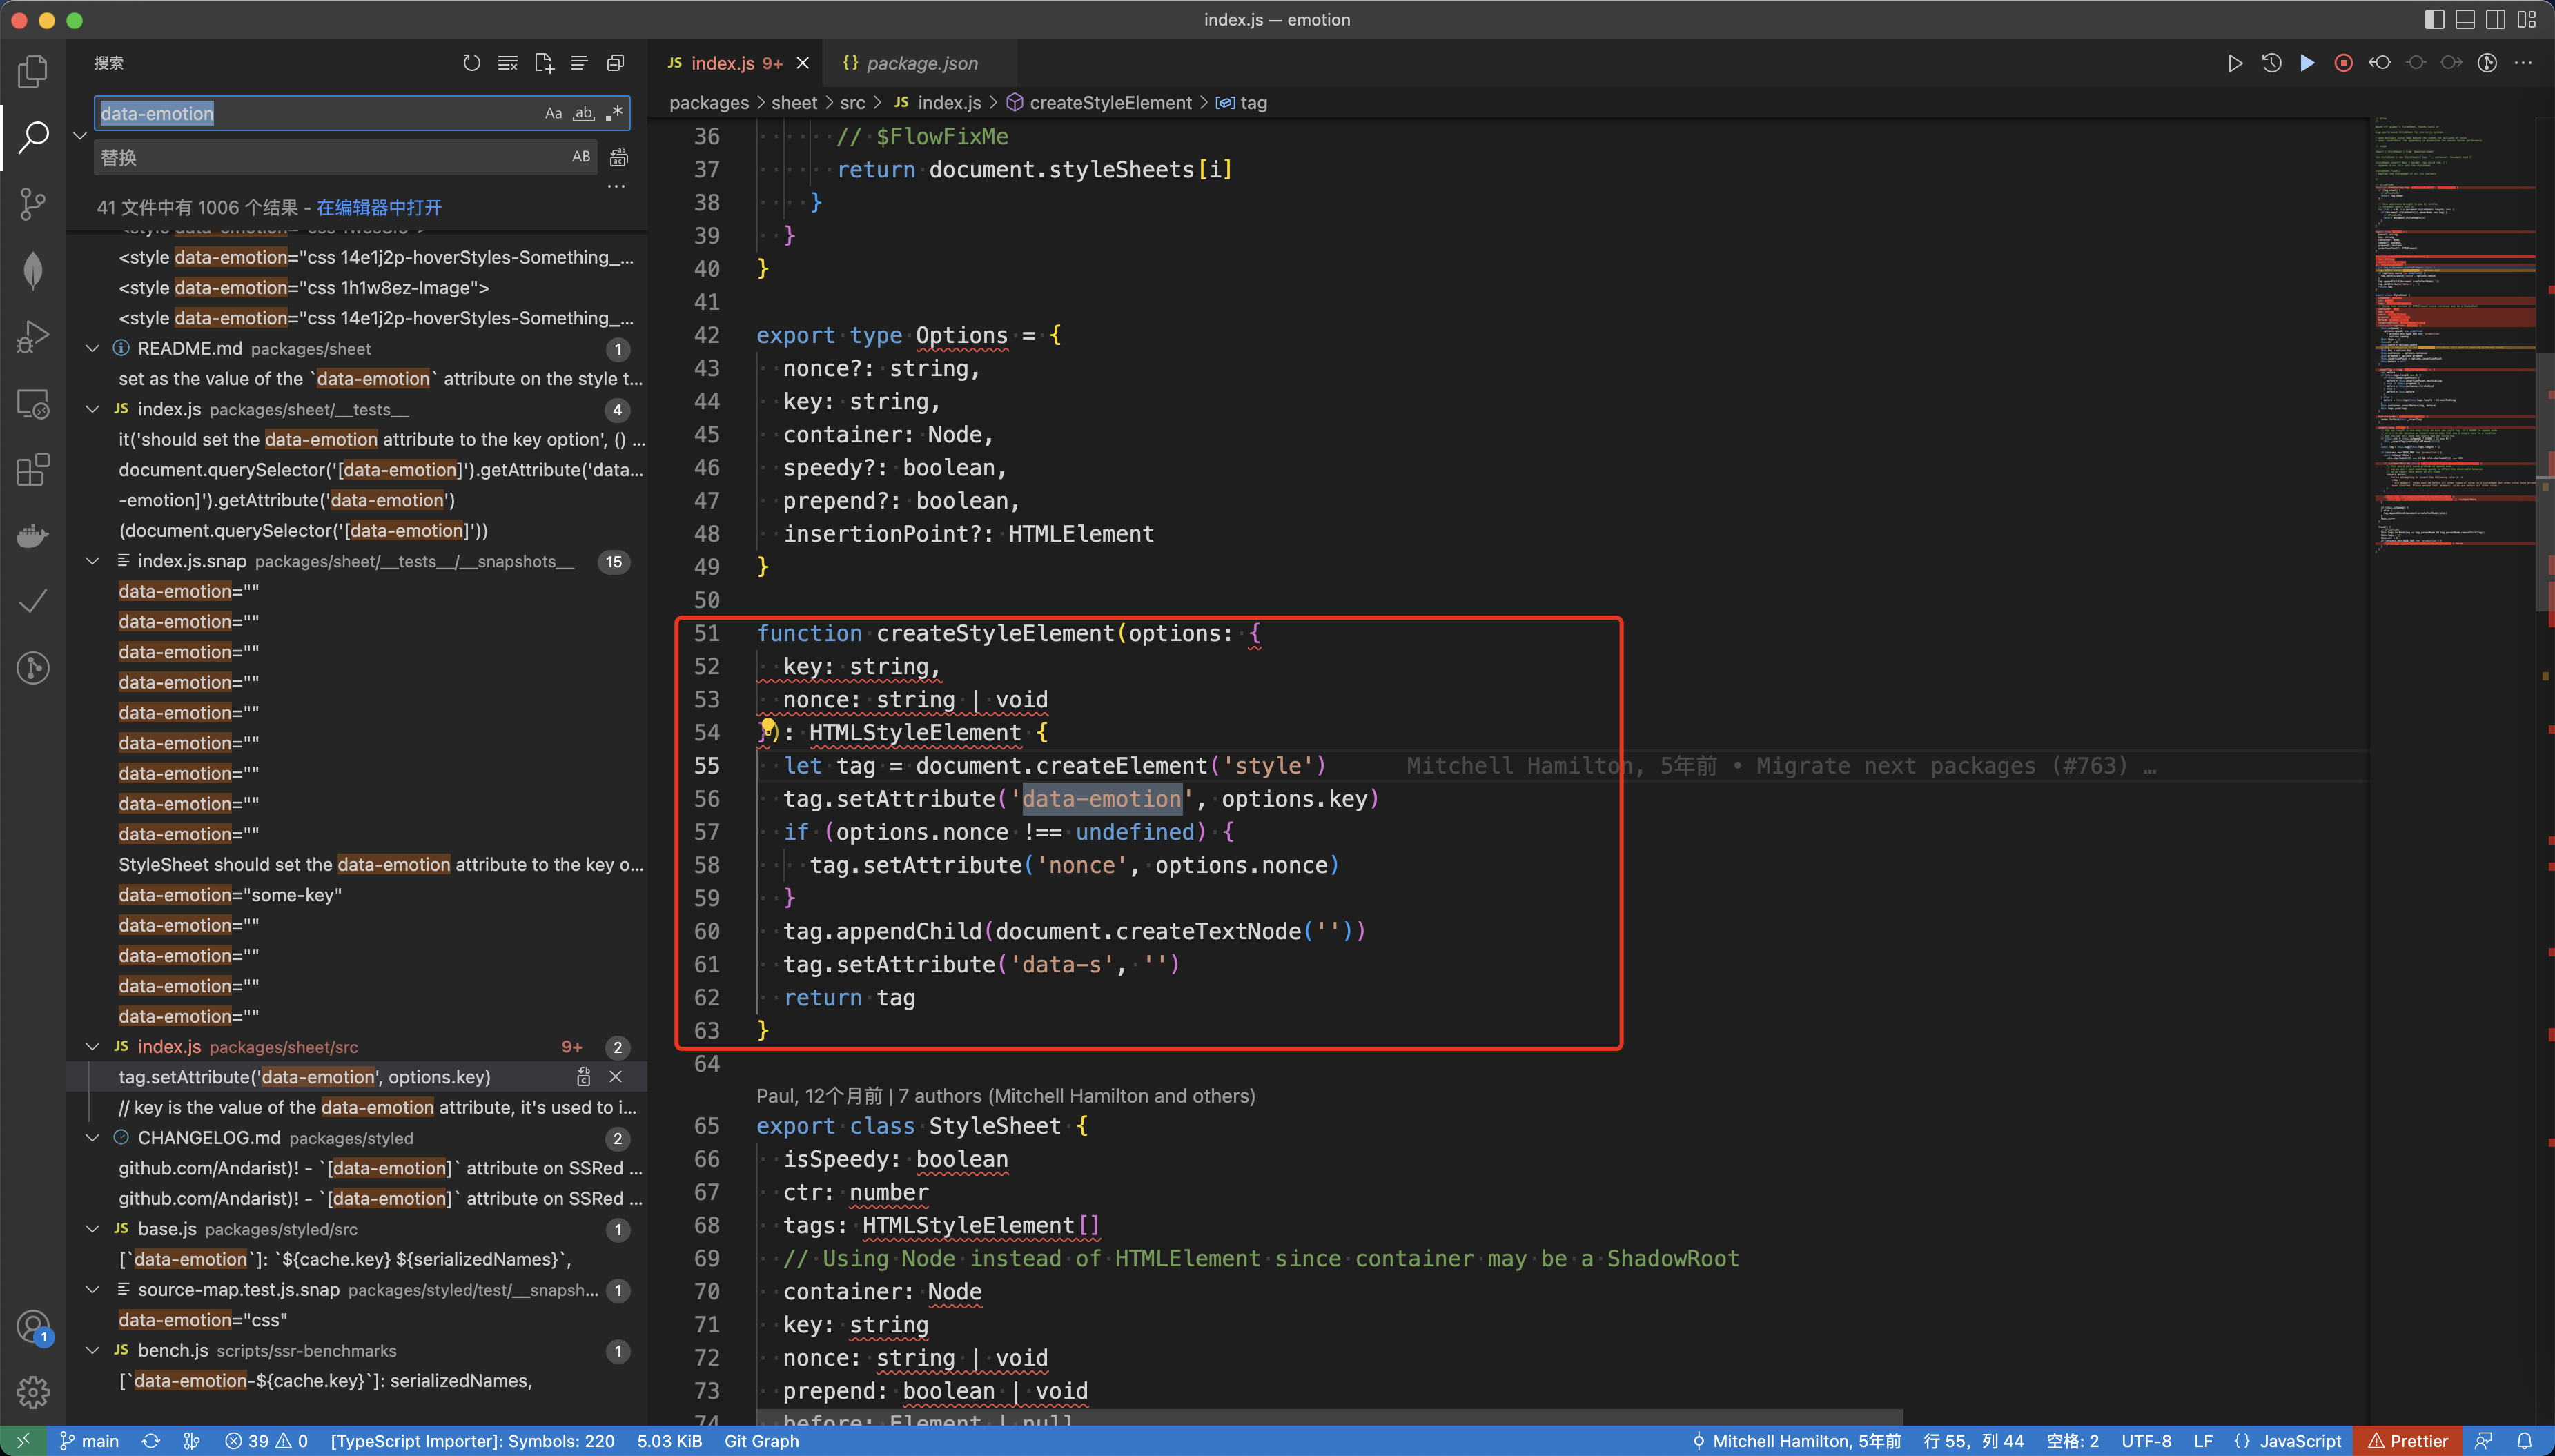 index.js — emotion
搜索
data-emotion
Aa ab .*
替换
AB
41 文件中有 1006 个结果 - 在编辑器中打开
<style data-emotion="css 14e1j2p-hoverStyles-Something_...
<style data-emotion="css 1h1w8ez-Image">
<style data-emotion="css 14e1j2p-hoverStyles-Something_...
README.md packages/sheet 1
set as the value of the `data-emotion` attribute on the style t...
JS index.js packages/sheet/__tests__ 4
it('should set the data-emotion attribute to the key option', () ...
document.querySelector('[data-emotion]').getAttribute('data...
-emotion]').getAttribute('data-emotion')
(document.querySelector('[data-emotion]'))
index.js.snap packages/sheet/__tests__/__snapshots__ 15
data-emotion=""
data-emotion=""
data-emotion=""
data-emotion=""
data-emotion=""
data-emotion=""
data-emotion=""
data-emotion=""
data-emotion=""
StyleSheet should set the data-emotion attribute to the key o...
data-emotion="some-key"
data-emotion=""
data-emotion=""
data-emotion=""
data-emotion=""
JS index.js packages/sheet/src 9+ 2
tag.setAttribute('data-emotion', options.key)
// key is the value of the data-emotion attribute, it's used to i...
CHANGELOG.md packages/styled 2
github.com/Andarist)! - `[data-emotion]` attribute on SSRed ...
github.com/Andarist)! - `[data-emotion]` attribute on SSRed ...
JS base.js packages/styled/src 1
[`data-emotion`]: `${cache.key} ${serializedNames}`,
source-map.test.js.snap packages/styled/test/__snapsh... 1
data-emotion="css"
JS bench.js scripts/ssr-benchmarks 1
[`data-emotion-${cache.key}`]: serializedNames,
1
JS index.js 9+
{} package.json
packages > sheet > src > JS index.js > createStyleElement > tag
36 // $FlowFixMe
37 return document.styleSheets[i]
38 }
39 }
40 }
41
42 export type Options = {
43 nonce?: string,
44 key: string,
45 container: Node,
46 speedy?: boolean,
47 prepend?: boolean,
48 insertionPoint?: HTMLElement
49 }
50
51 function createStyleElement(options: {
52 key: string,
53 nonce: string | void
54 }): HTMLStyleElement {
55 let tag = document.createElement('style') Mitchell Hamilton, 5年前 • Migrate next packages (#763) …
56 tag.setAttribute('data-emotion', options.key)
57 if (options.nonce !== undefined) {
58 tag.setAttribute('nonce', options.nonce)
59 }
60 tag.appendChild(document.createTextNode(''))
61 tag.setAttribute('data-s', '')
62 return tag
63 }
64
Paul, 12个月前 | 7 authors (Mitchell Hamilton and others)
65 export class StyleSheet {
66 isSpeedy: boolean
67 ctr: number
68 tags: HTMLStyleElement[]
69 // Using Node instead of HTMLElement since container may be a ShadowRoot
70 container: Node
71 key: string
72 nonce: string | void
73 prepend: boolean | void
74 before: Element | null
main 39 0 [TypeScript Importer]: Symbols: 220 5.03 KiB Git Graph
Mitchell Hamilton, 5年前 行 55，列 44 空格: 2 UTF-8 LF {} JavaScript Prettier